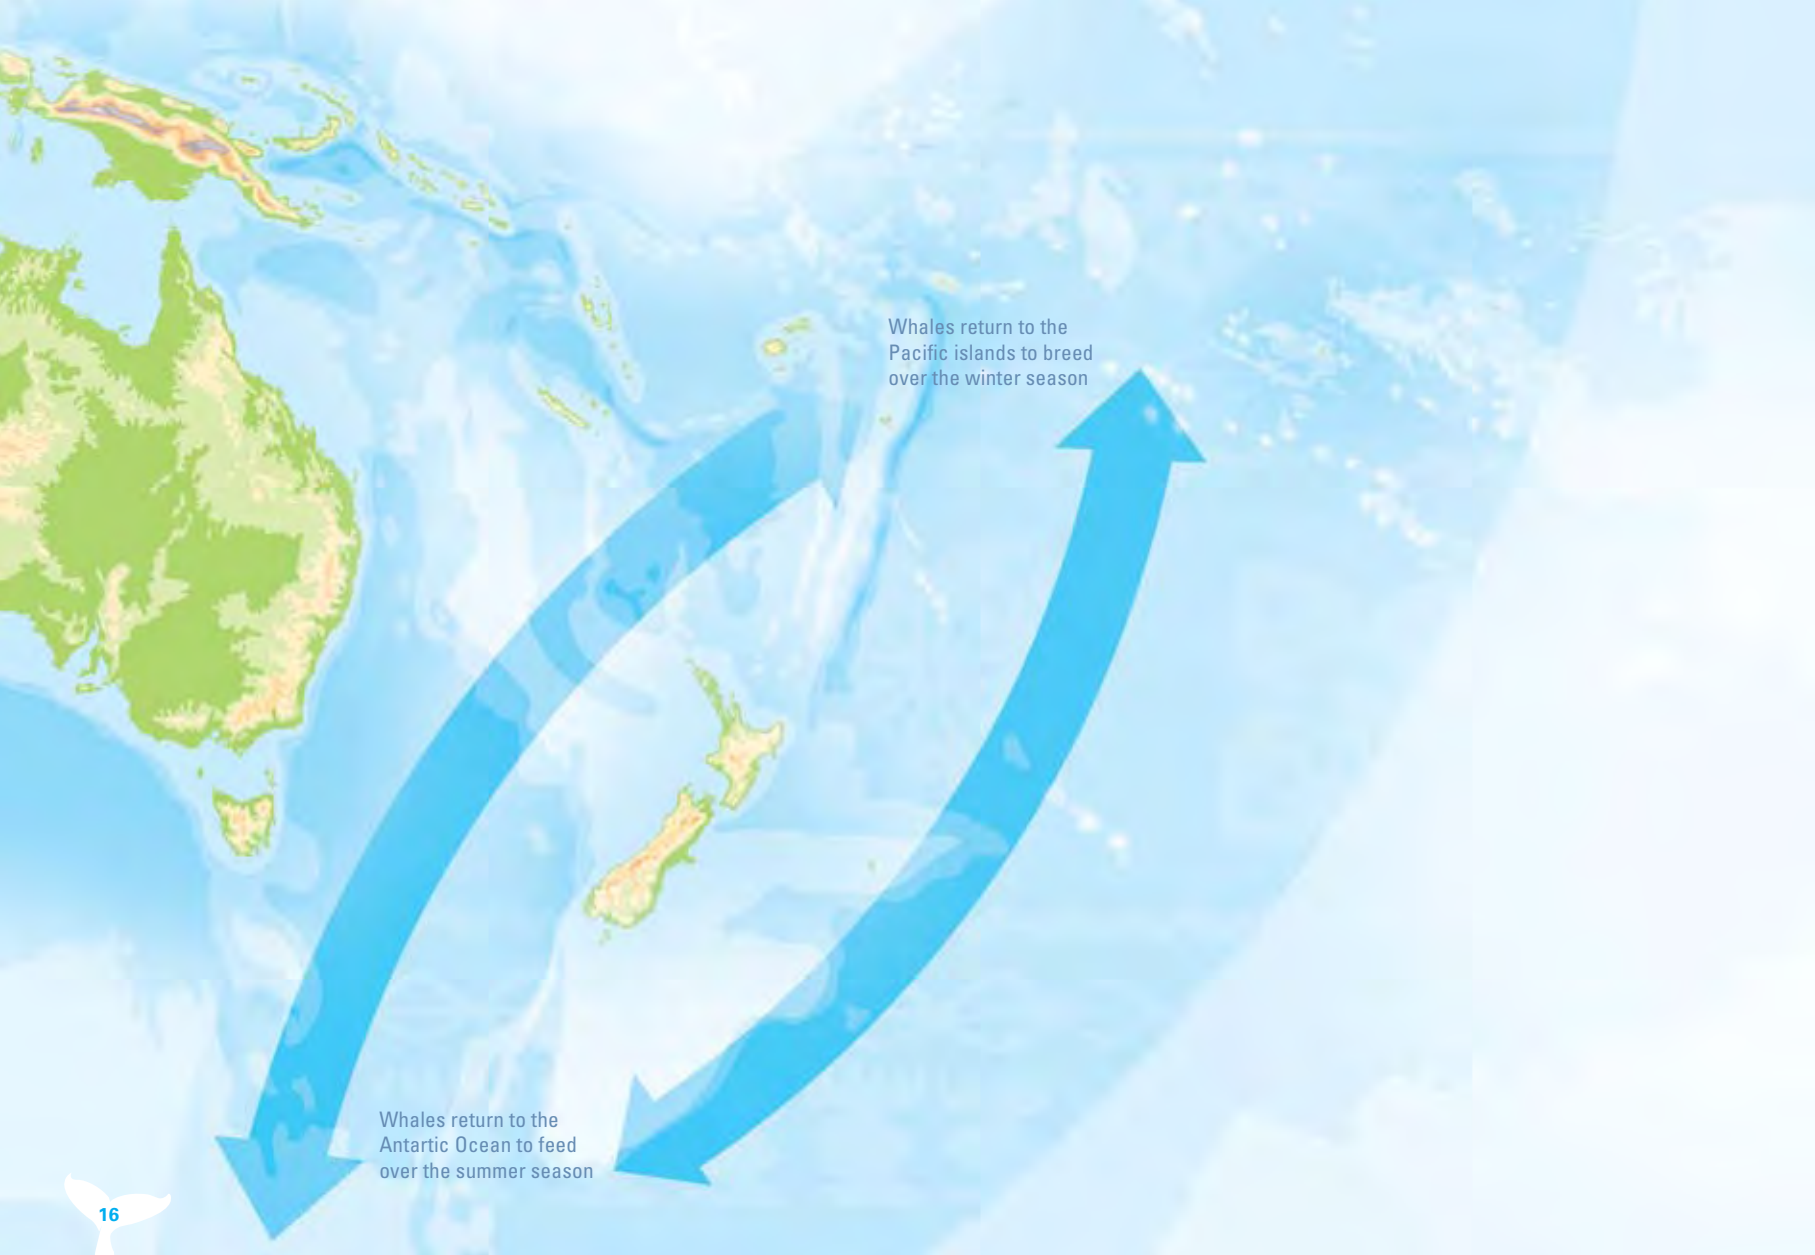 Whales return to the
Pacific islands to breed
over the winter season
Whales return to the
Antartic Ocean to feed
over the summer season
16